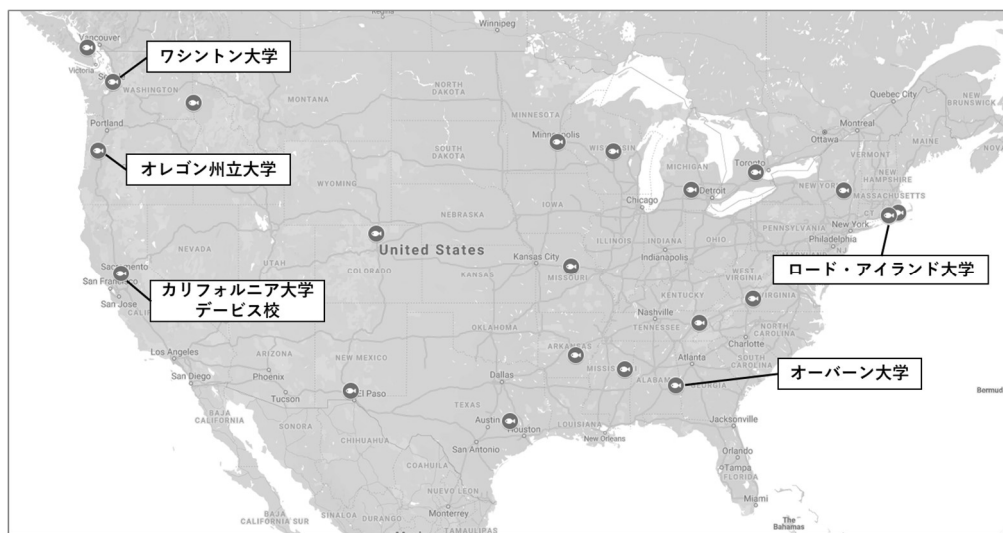 Winnipeg
Vancouver
Victoria
ワシントン大学
WASHINGTON
MONTANA
NORTH
DAKOTA
MINNESOTA
Quebec City
NEW
BRUNSWICK
Portland
Minneapolis
WISCONSIN
Montreal
Ottawa
MAINE
オレゴン州立大学
SOUTH
DAKOTA
MICHIGAN
Toronto
VERMONT
NEW
HAMPSHIRE
WYOMING
Detroit
NEW YORK
MASSACHUSETTS
IOWA
Chicago
CT
NEBRASKA
PENNSYLVANIA
New York
NEVADA
United States
ILLINOIS
INDIANA
OHIO
Philadelphia
UTAH
Kansas City
Indianapolis
Sacramento
COLORADO
KANSAS
MISSOURI
WEST
VIRGINIA
ロード・アイランド大学
San Francisco
カリフォルニア大学
デービス校
San Jose
KENTUCKY
VIRGINIA
Nashville
TENNESSEE
NORTH
CAROLINA
OKLAHOMA
Charlotte
Los Angeles
ARIZONA
NEW MEXICO
ARKANSAS
Atlanta
SOUTH
CAROLINA
San Diego
Phoenix
Dallas
MISSIS
ALABAMA
GEORGIA
オーバーン大学
Tucson
El Paso
TEXAS
Bermud
BAJA
CALIFORNIA
SONORA
Austin
Houston
LOUISIANA
Jacksonville
CHIHUAHUA
San Antonio
New Orleans
Orlando
COAHUILA
Tampa
FLORIDA
NUEVO LEON
Miami
BAJA
CALIFORNIA SUR
SINALOA
DURANGO
Monterrey
The
Bahamas
TAMAULIPAS